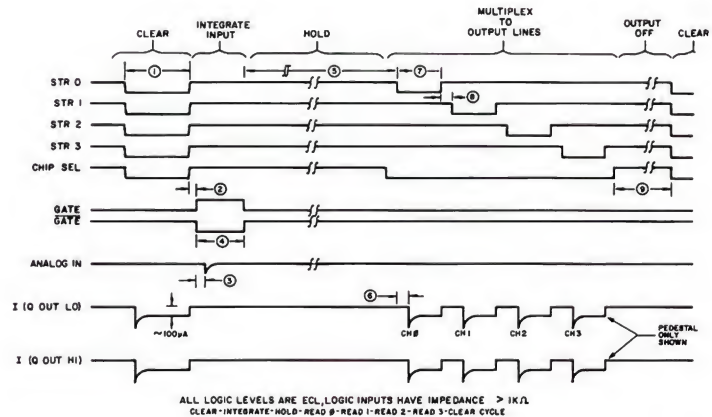 CLEAR
INTEGRATE
INPUT
HOLD
MULTIPLEX
TO
OUTPUT LINES
OUTPUT
OFF
CLEAR
① ⑤ ⑦
STR 0
⑧
STR 1
STR 2
STR 3
CHIP SEL
② ⑨
GATE
GATE
④
ANALOG IN
③
⑥
I (Q OUT LO)
~100μA
CHØ CH1 CH2 CH3
PEDESTAL
ONLY
SHOWN
I (Q OUT HI)
ALL LOGIC LEVELS ARE ECL, LOGIC INPUTS HAVE IMPEDANCE > 1KΩ
CLEAR-INTEGRATE-HOLD-READ Ø-READ 1-READ 2-READ 3-CLEAR CYCLE